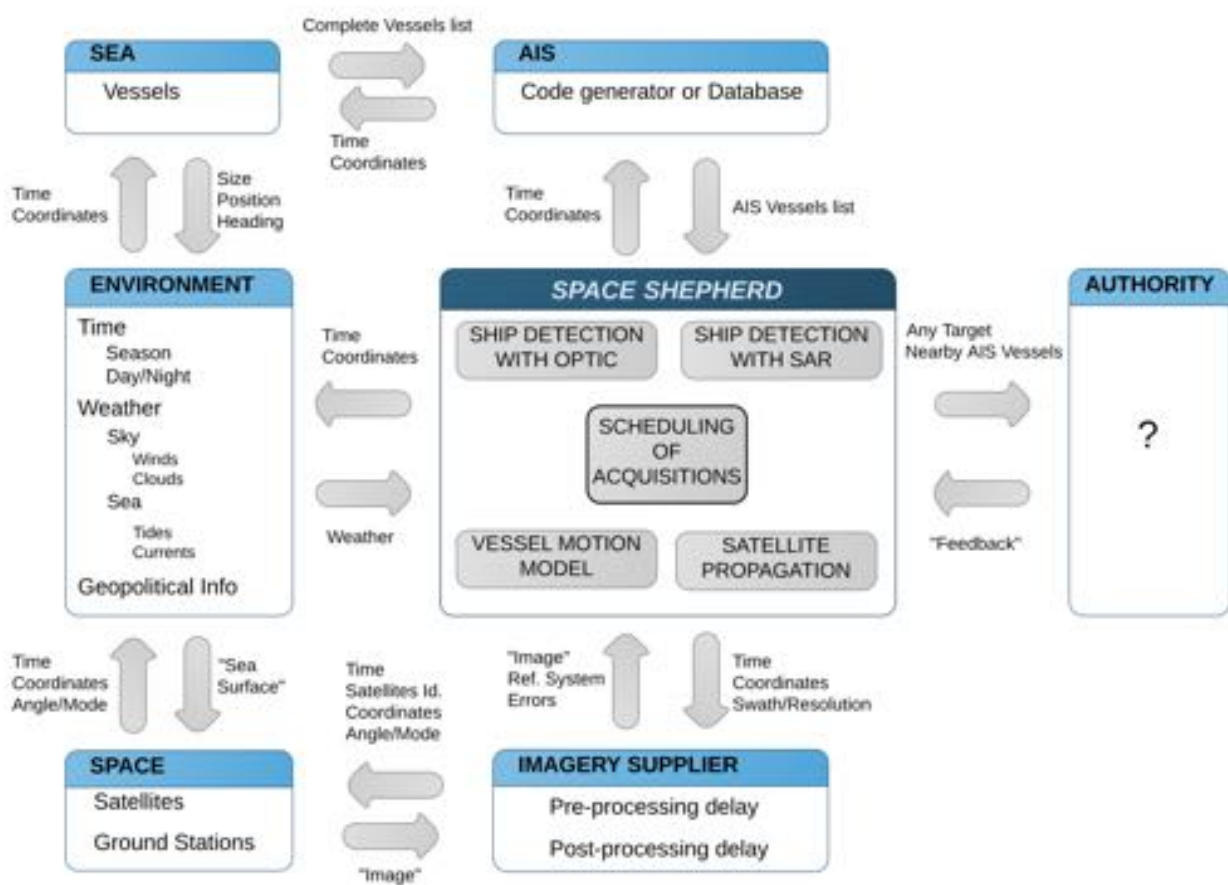 Complete Vessels list
SEA
Vessels
AIS
Code generator or Database
Time
Coordinates
Time
Coordinates
Size
Position
Heading
Time
Coordinates
AIS Vessels list
ENVIRONMENT
Time
Season
Day/Night
Weather
Sky
Winds
Clouds
Sea
Tides
Currents
Geopolitical Info
Time
Coordinates
Weather
SPACE SHEPHERD
SHIP DETECTION
WITH OPTIC
SHIP DETECTION
WITH SAR
SCHEDULING
OF
ACQUISITIONS
VESSEL MOTION
MODEL
SATELLITE
PROPAGATION
Any Target
Nearby AIS Vessels
"Feedback"
AUTHORITY
?
Time
Coordinates
Angle/Mode
"Sea
Surface"
Time
Satellites Id.
Coordinates
Angle/Mode
"Image"
Ref. System
Errors
Time
Coordinates
Swath/Resolution
SPACE
Satellites
Ground Stations
"Image"
IMAGERY SUPPLIER
Pre-processing delay
Post-processing delay